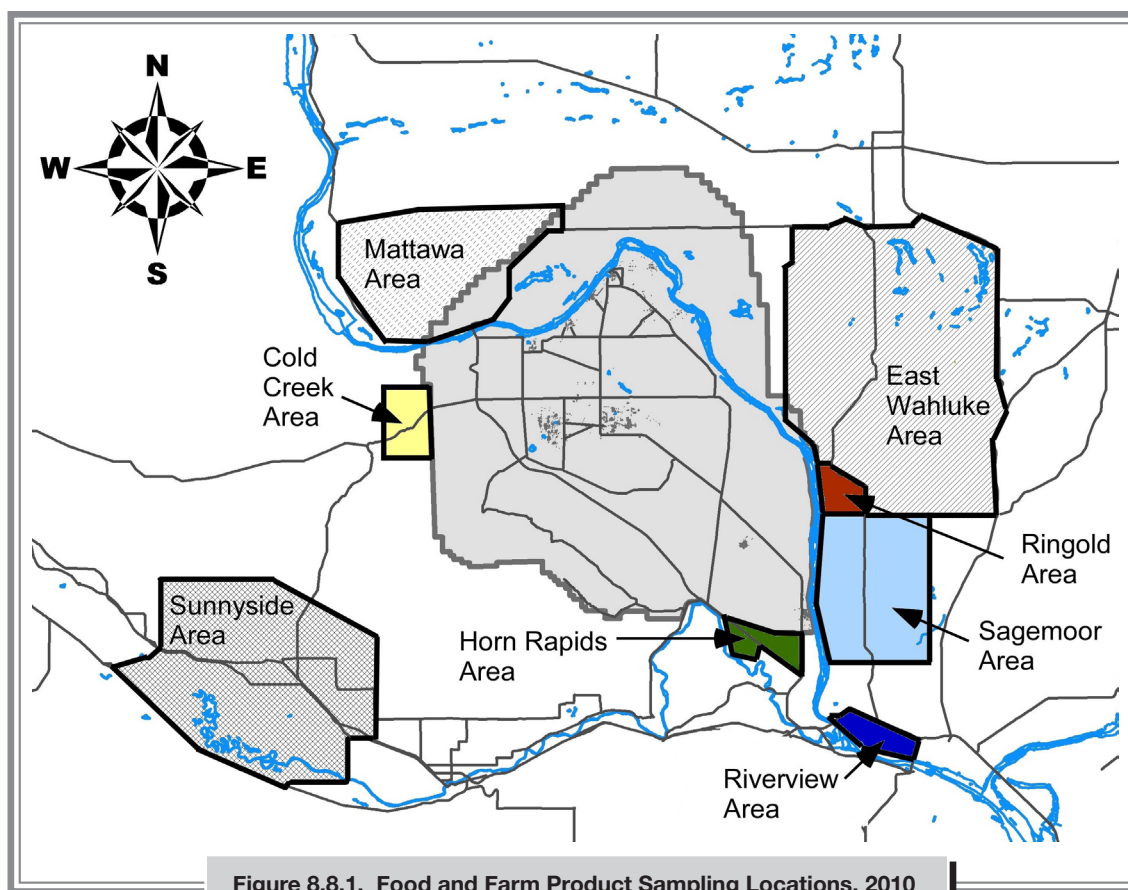 N
W
E
S
Mattawa
Area
Cold
Creek
Area
East
Wahluke
Area
Ringold
Area
Sunnyside
Area
Horn Rapids
Area
Sagemoor
Area
Riverview
Area
Figure 8.8.1. Food and Farm Product Sampling Locations, 2010